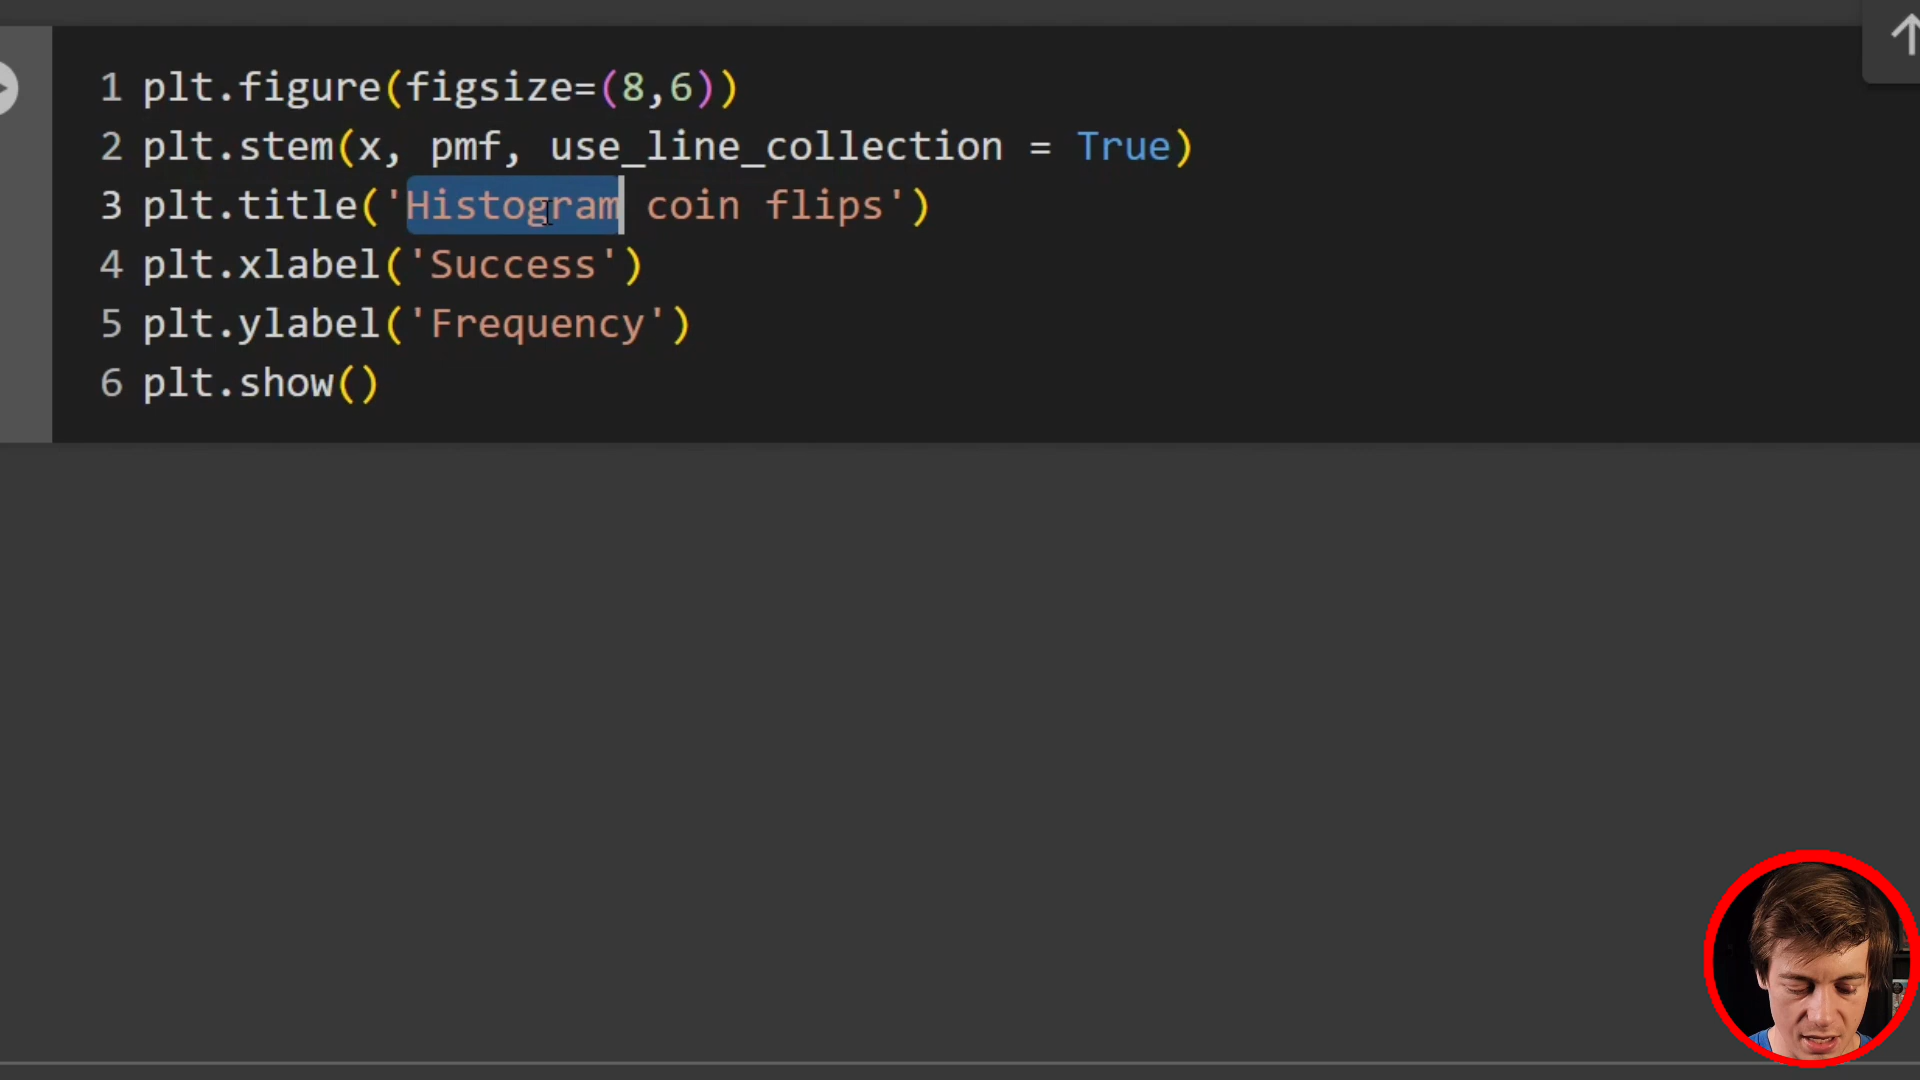 1 plt.figure(figsize=(8,6))
2 plt.stem(x, pmf, use_line_collection = True)
3 plt.title('Histogram coin flips')
4 plt.xlabel('Success')
5 plt.ylabel('Frequency')
6 plt.show()